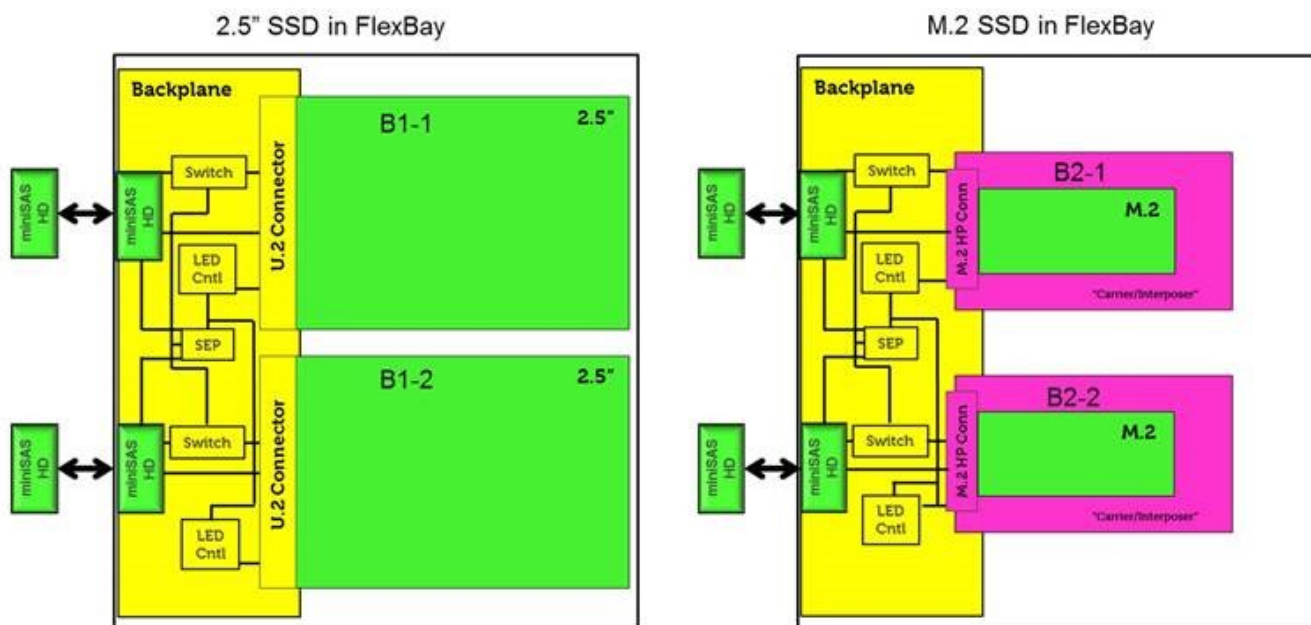 2.5” SSD in FlexBay
Backplane
B1-1
2.5”
Switch
miniSAS
HD
miniSAS
HD
U.2 Connector
LED
Cntl
SEP
B1-2
2.5”
miniSAS
HD
miniSAS
HD
Switch
U.2 Connector
LED
Cntl
M.2 SSD in FlexBay
Backplane
B2-1
Switch
miniSAS
HD
miniSAS
HD
M.2 HP Conn
M.2
LED
Cntl
"Carrier/Interposer"
SEP
B2-2
miniSAS
HD
miniSAS
HD
Switch
M.2 HP Conn
M.2
LED
Cntl
"Carrier/Interposer"